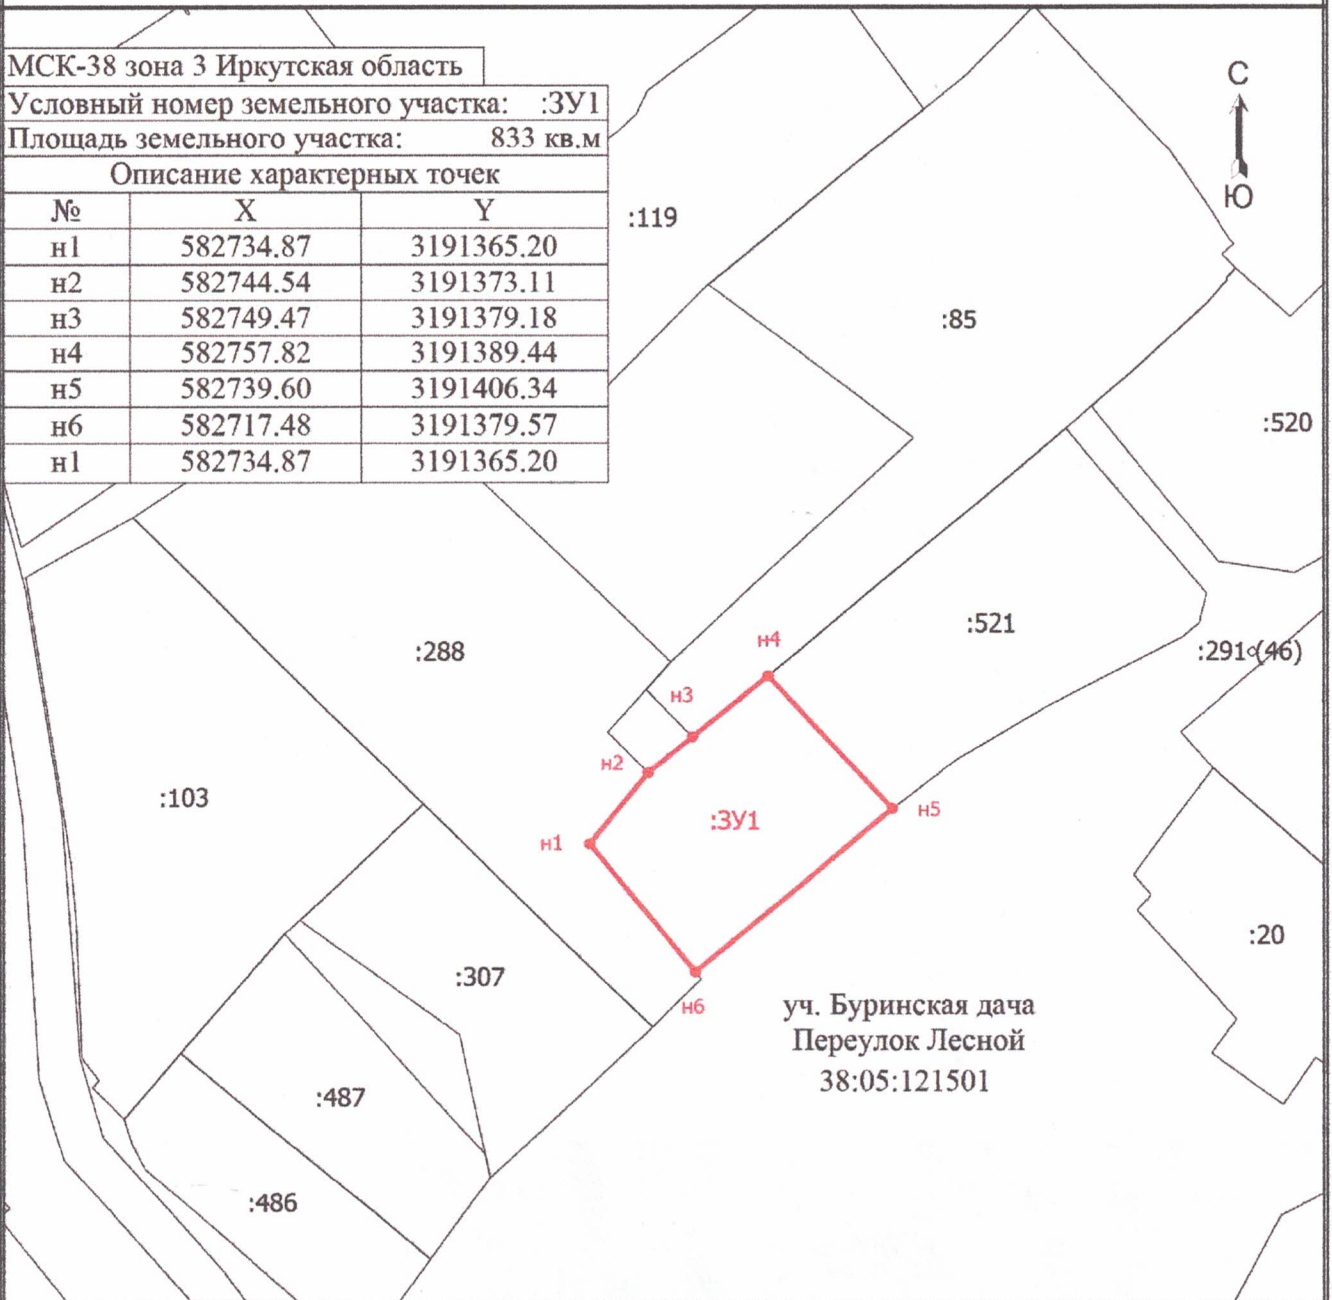 МСК-38 зона 3 Иркутская область
Условный номер земельного участка: :ЗУ1
Площадь земельного участка: 833 кв.м
Описание характерных точек
№ X Y
н1 582734.87 3191365.20
н2 582744.54 3191373.11
н3 582749.47 3191379.18
н4 582757.82 3191389.44
н5 582739.60 3191406.34
н6 582717.48 3191379.57
н1 582734.87 3191365.20
С
Ю
:119
:85
:520
:521
:288
:291 (46)
н4
н3
н2
:103
:ЗУ1
н5
н1
:20
:307
н6
уч. Буринская дача
Переулок Лесной
38:05:121501
:487
:486